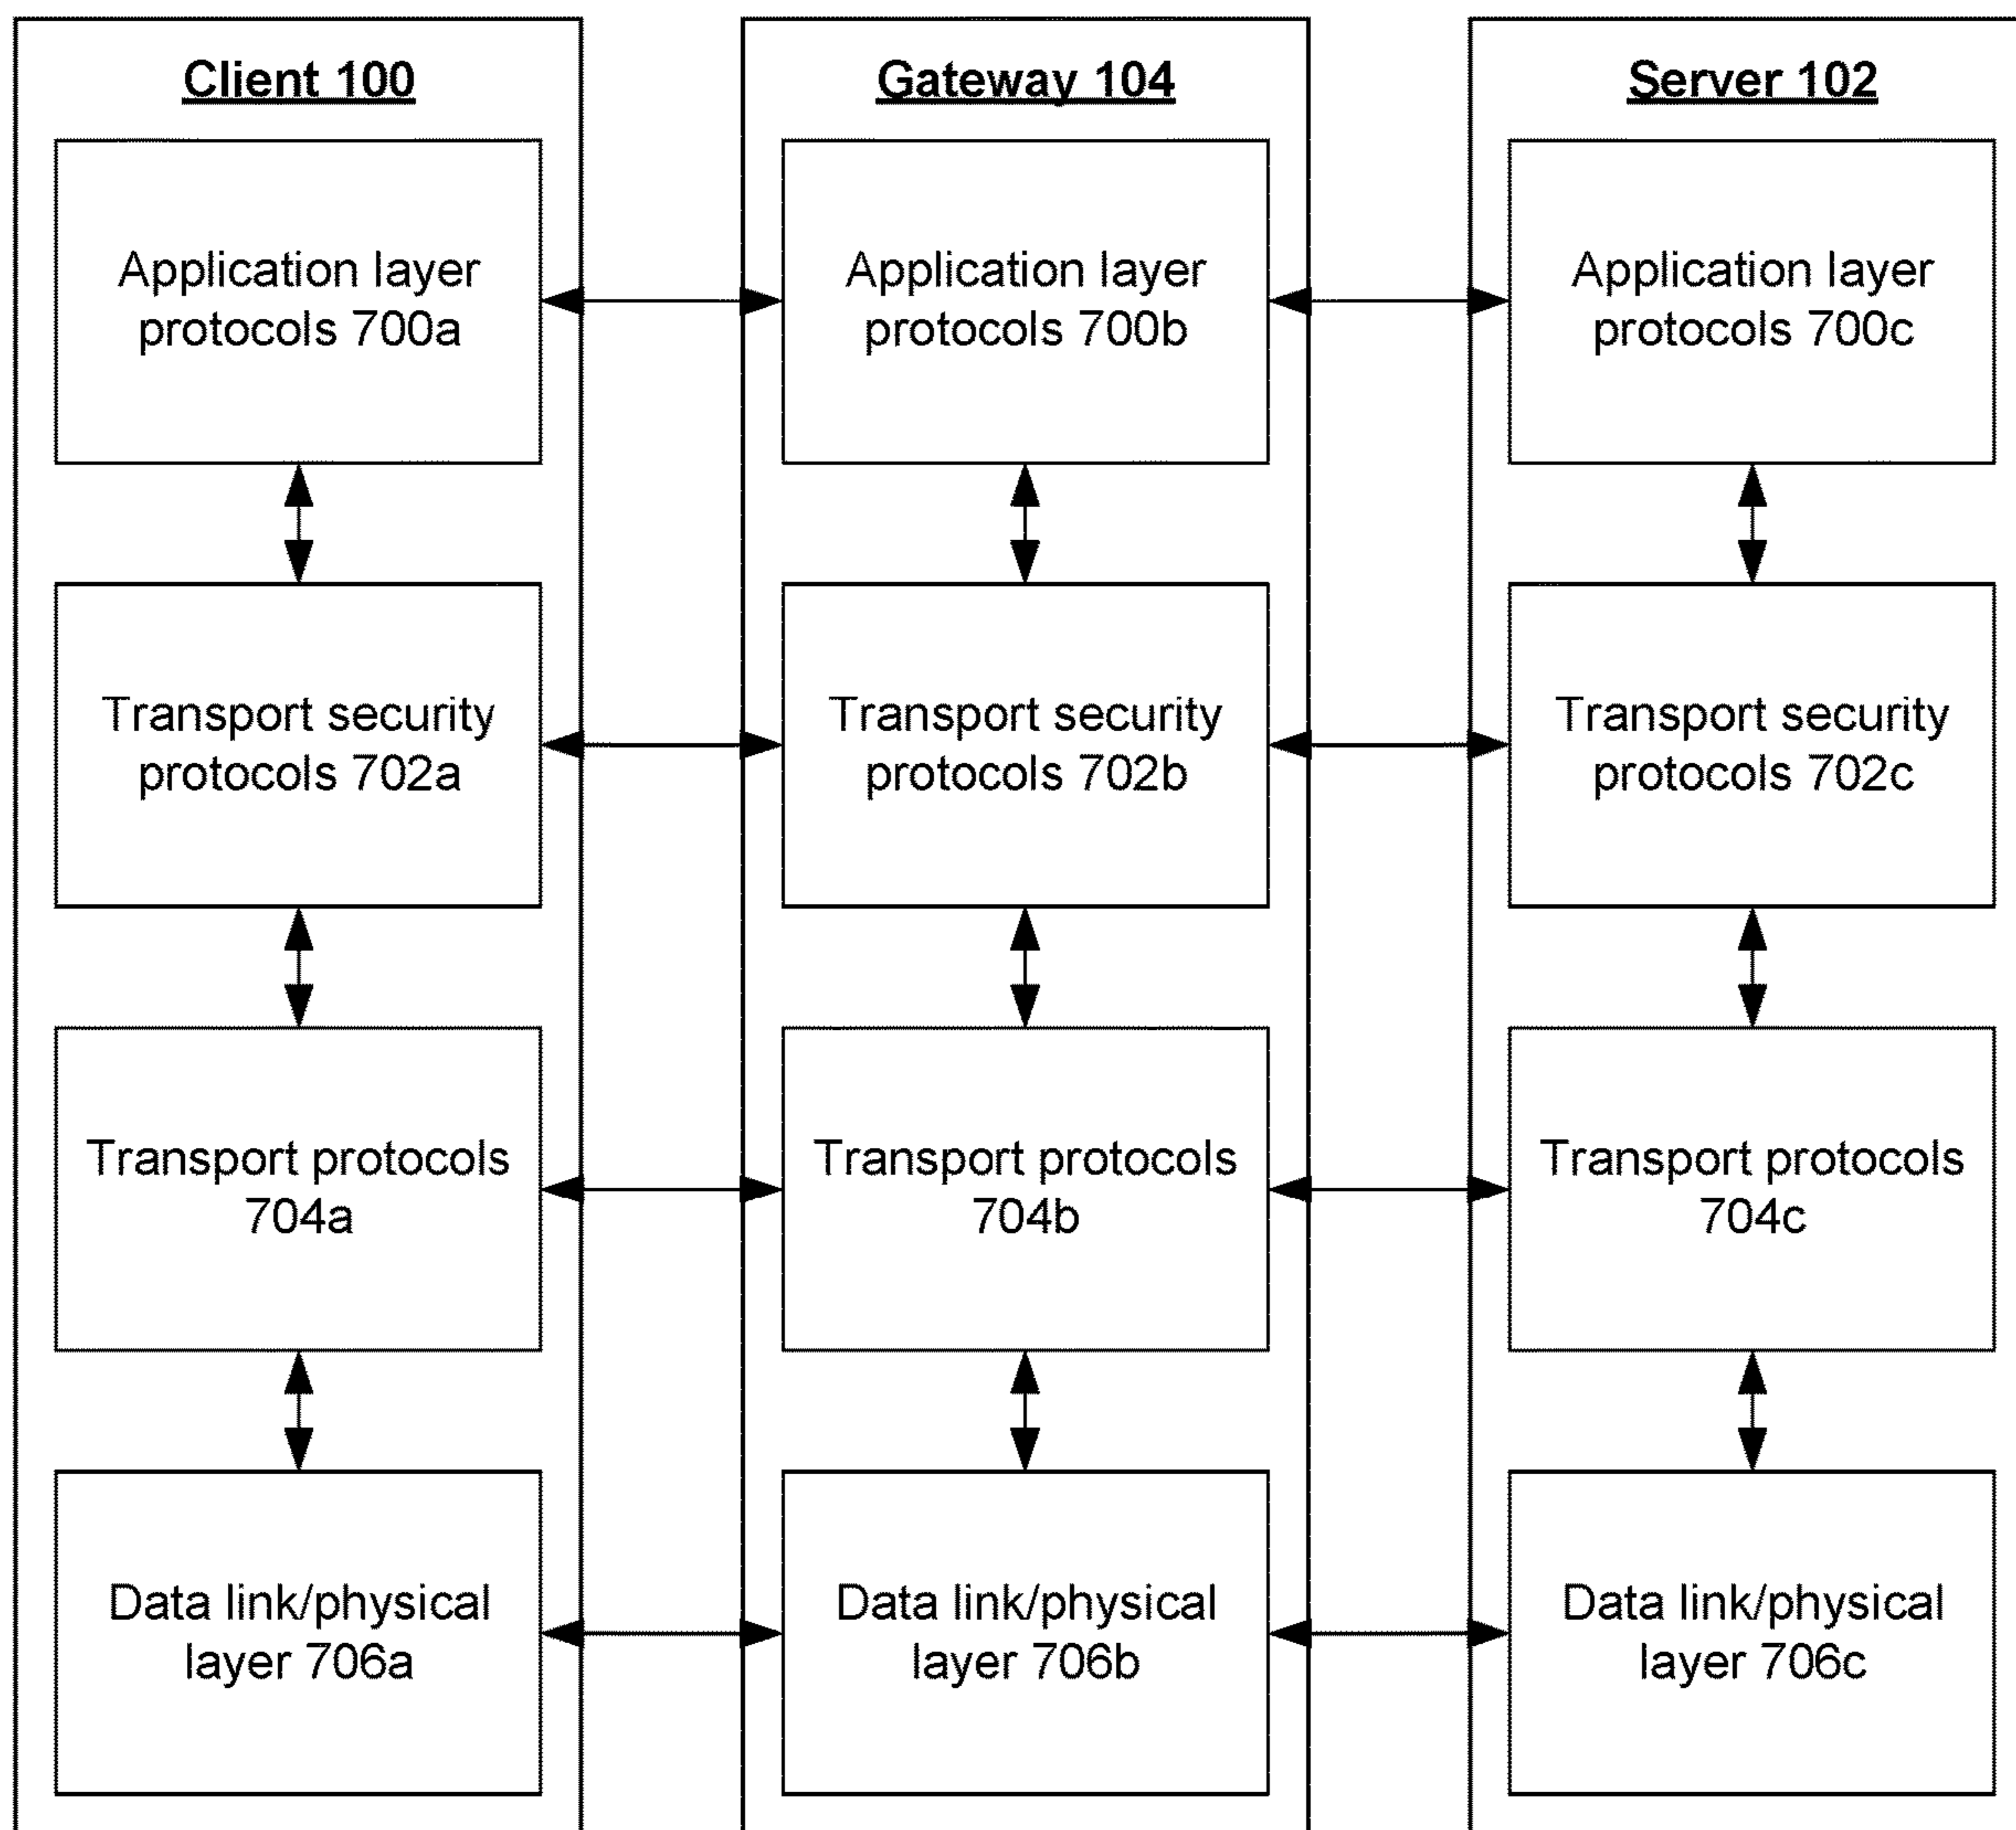 Client 100
Application layer
protocols 700a
Transport security
protocols 702a
Transport protocols
704a
Data link/physical
layer 706a
Gateway 104
Application layer
protocols 700b
Transport security
protocols 702b
Transport protocols
704b
Data link/physical
layer 706b
Server 102
Application layer
protocols 700c
Transport security
protocols 702c
Transport protocols
704c
Data link/physical
layer 706c